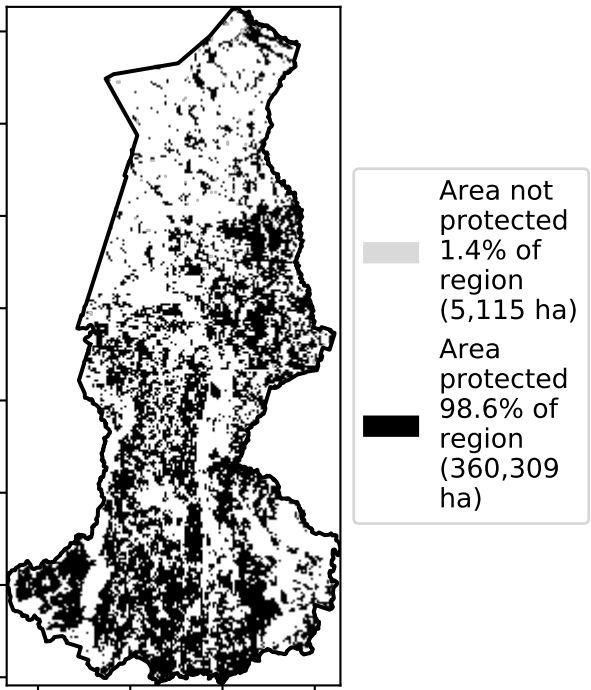 Area not
protected
1.4% of
region
(5,115 ha)
Area
protected
98.6% of
region
(360,309
ha)